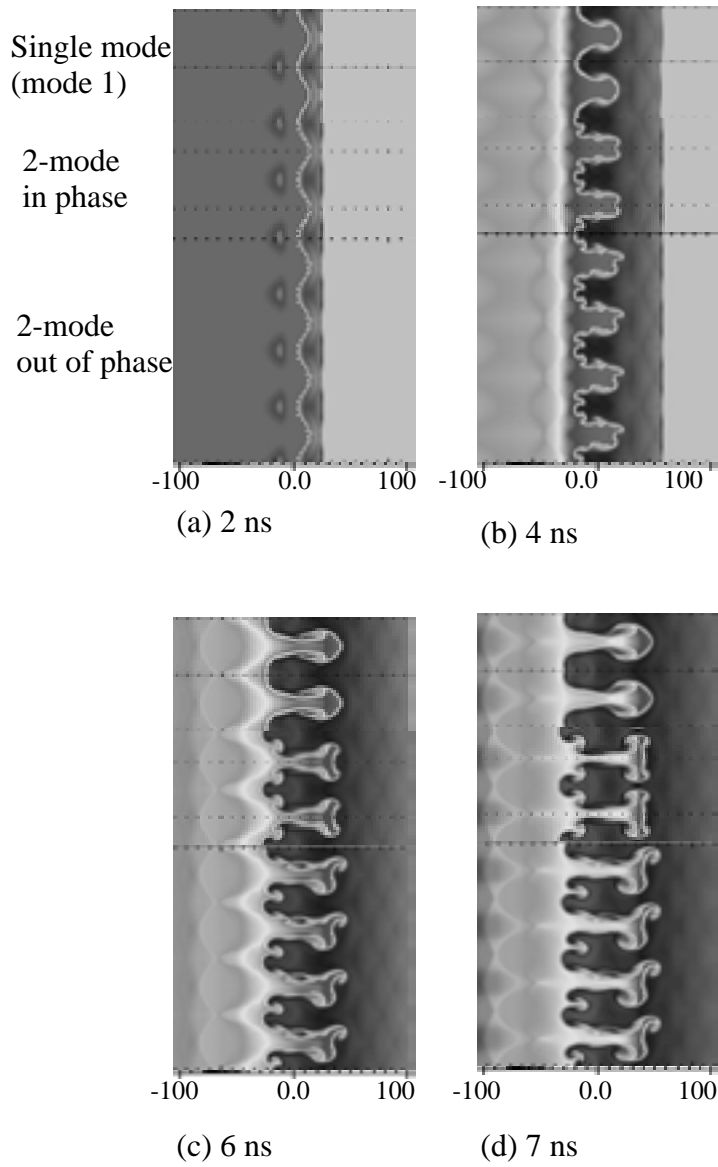 Single mode
(mode 1)
2-mode
in phase
2-mode
out of phase
-100 0.0 100
(a) 2 ns
-100 0.0 100
(b) 4 ns
-100 0.0 100
(c) 6 ns
-100 0.0 100
(d) 7 ns